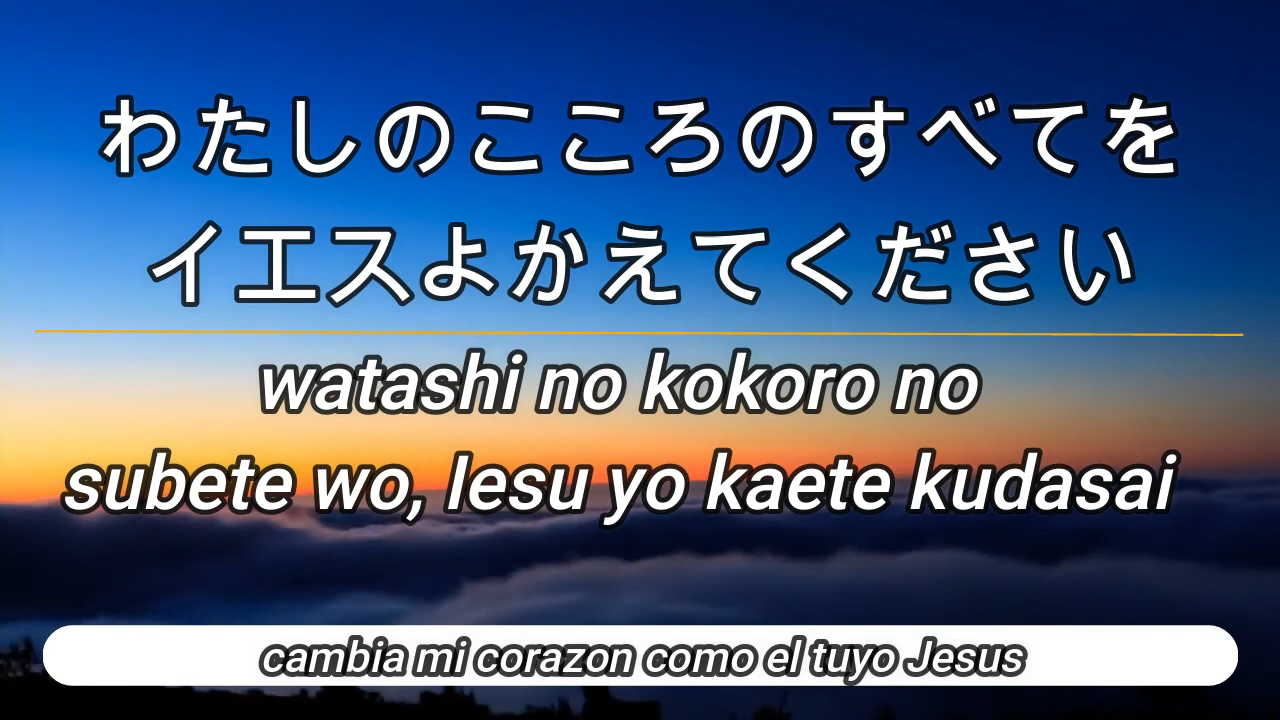 わたしのこころのすべてを
イエスよかえてください
watashi no kokoro no
subete wo, Iesu yo kaete kudasai
cambia mi corazon como el tuyo Jesus